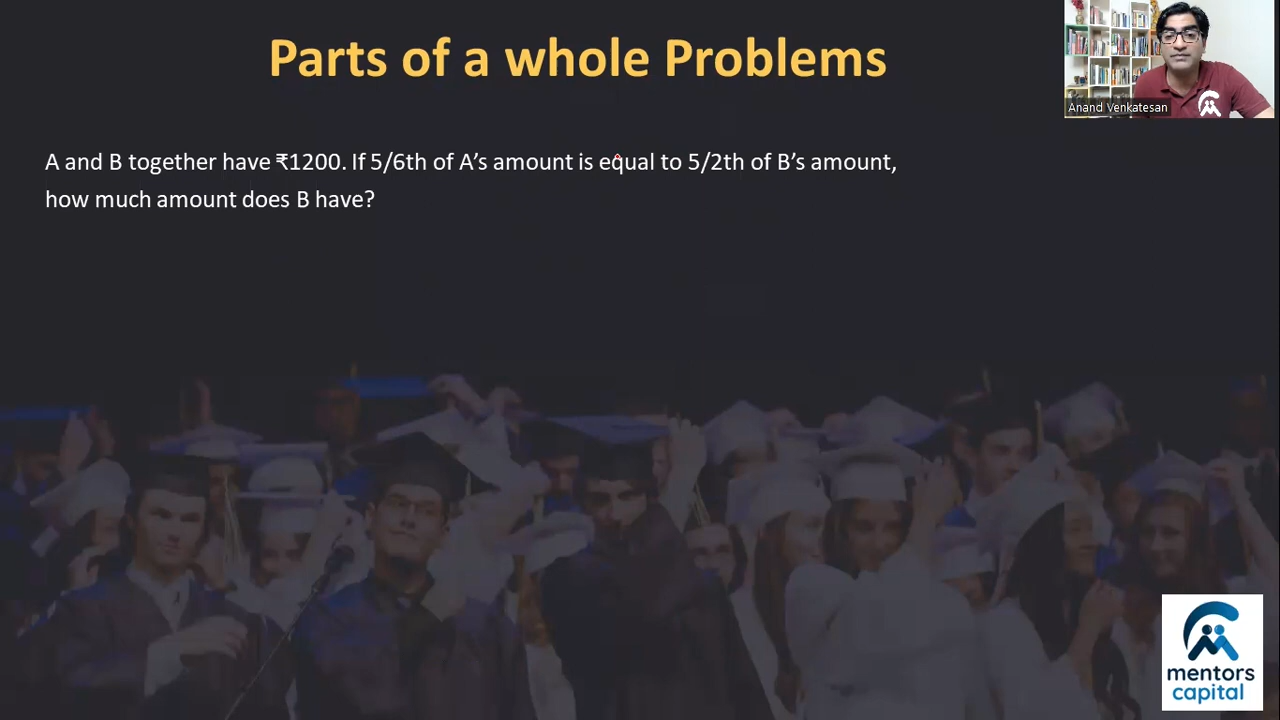 Parts of a whole Problems
Anand Venkatesan
A and B together have ₹1200. If 5/6th of A’s amount is equal to 5/2th of B’s amount,
how much amount does B have?
mentors
capital